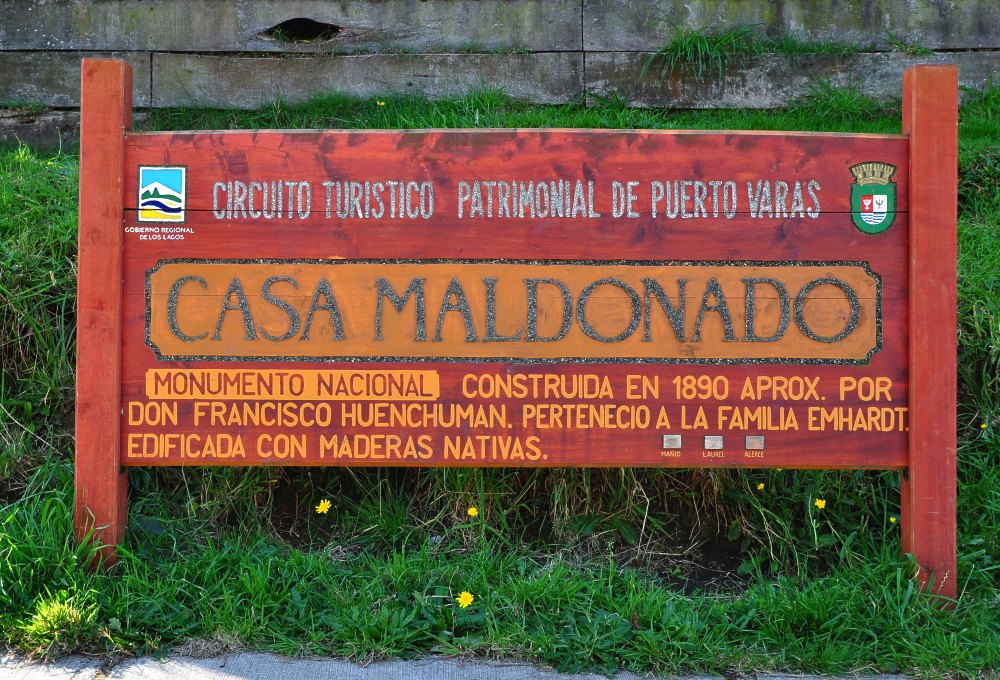 CIRCUITO TURISTICO PATRIMONIAL DE PUERTO VARAS
GOBIERNO REGIONAL
DE LOS LAGOS
CASA MALDONADO
MONUMENTO NACIONAL CONSTRUIDA EN 1890 APROX. POR
DON FRANCISCO HUENCHUMAN. PERTENECIO A LA FAMILIA EMHARDT.
EDIFICADA CON MADERAS NATIVAS.
MAÑIO LAUREL ALERCE